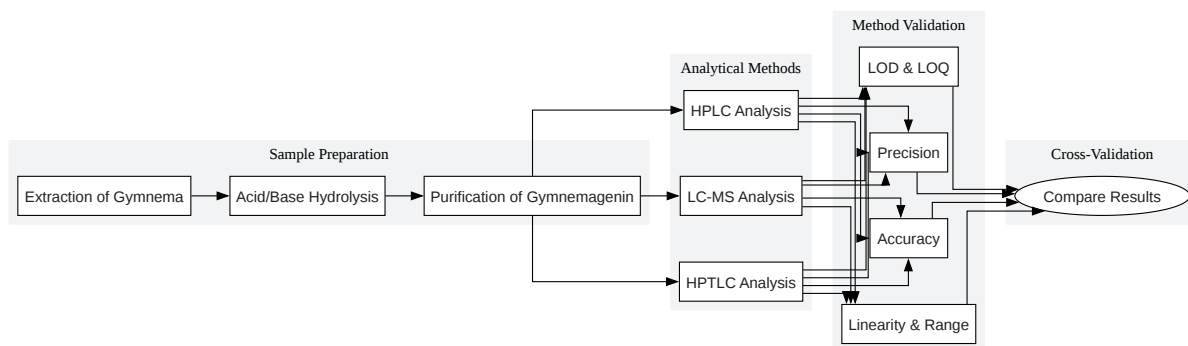 Sample Preparation
Extraction of Gymnema
Acid/Base Hydrolysis
Purification of Gymnemagenin
Analytical Methods
HPLC Analysis
LC-MS Analysis
HPTLC Analysis
Method Validation
LOD & LOQ
Precision
Accuracy
Linearity & Range
Cross-Validation
Compare Results